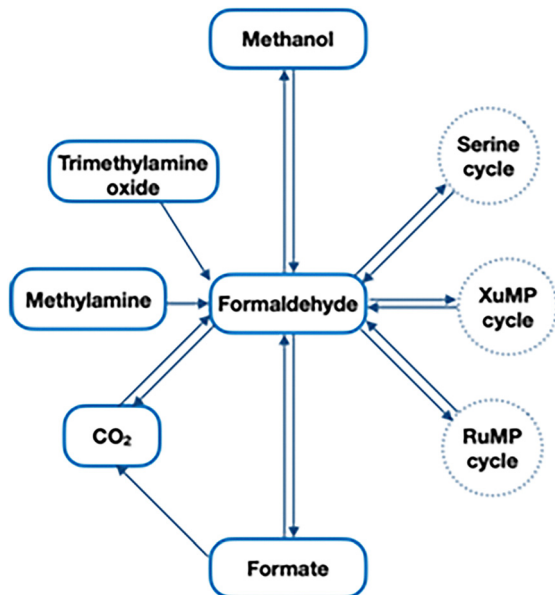 Methanol
Trimethylamine
oxide
Serine
cycle
Methylamine
Formaldehyde
XuMP
cycle
CO₂
RuMP
cycle
Formate